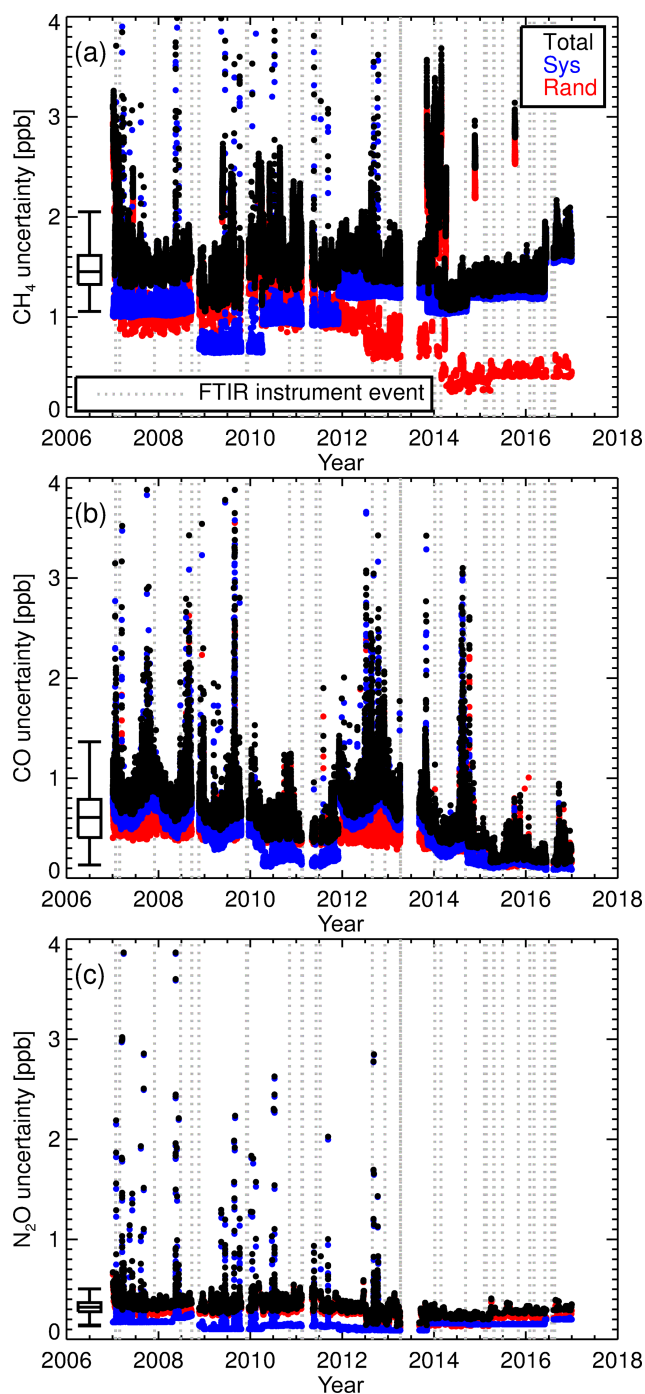 (a)
Total
Sys
Rand
CH₄ uncertainty [ppb]
4
3
2
1
0
FTIR instrument event
2006 2008 2010 2012 2014 2016 2018
Year
(b)
CO uncertainty [ppb]
4
3
2
1
0
2006 2008 2010 2012 2014 2016 2018
Year
(c)
N₂O uncertainty [ppb]
4
3
2
1
0
2006 2008 2010 2012 2014 2016 2018
Year